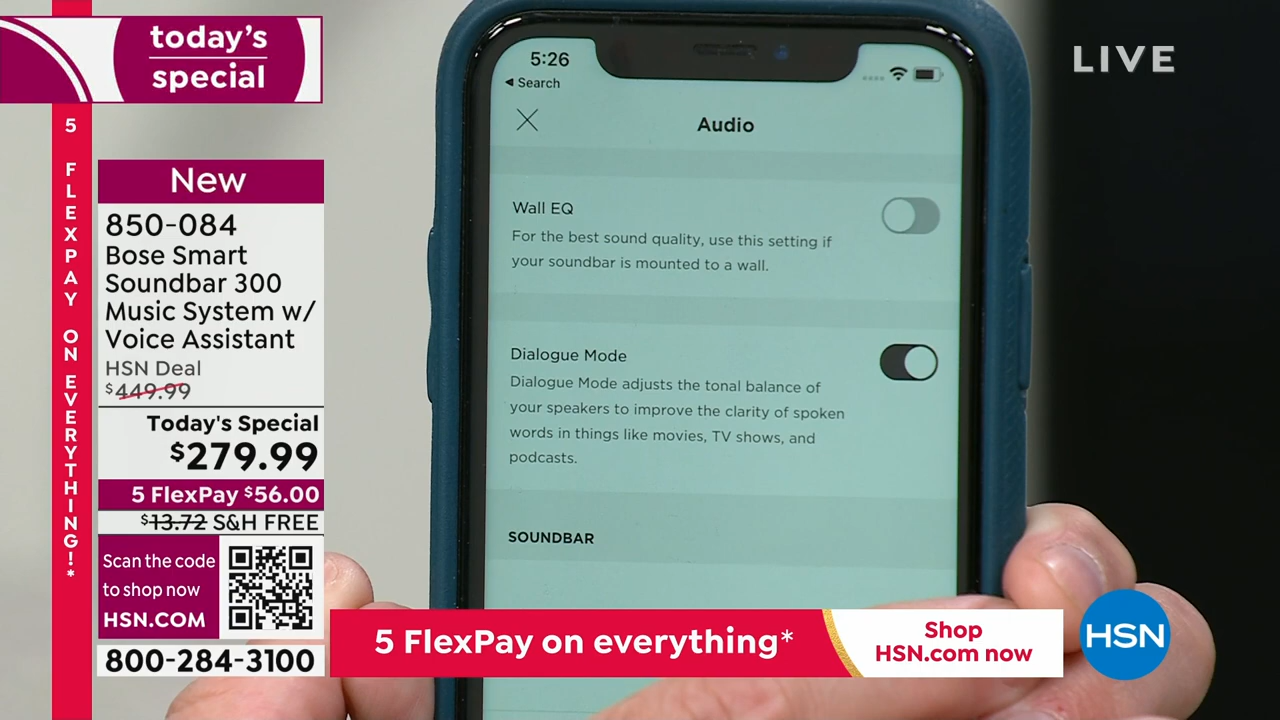 today's
special
5 FLEXPAY ON EVERYTHING!*
New
850-084
Bose Smart
Soundbar 300
Music System w/
Voice Assistant
HSN Deal
$449.99
Today's Special
$279.99
5 FlexPay $56.00
$13.72 S&H FREE
Scan the code
to shop now
HSN.COM
800-284-3100
5:26
Search
Audio
Wall EQ
For the best sound quality, use this setting if
your soundbar is mounted to a wall.
Dialogue Mode
Dialogue Mode adjusts the tonal balance of
your speakers to improve the clarity of spoken
words in things like movies, TV shows, and
podcasts.
SOUNDBAR
LIVE
5 FlexPay on everything*
Shop
HSN.com now
HSN